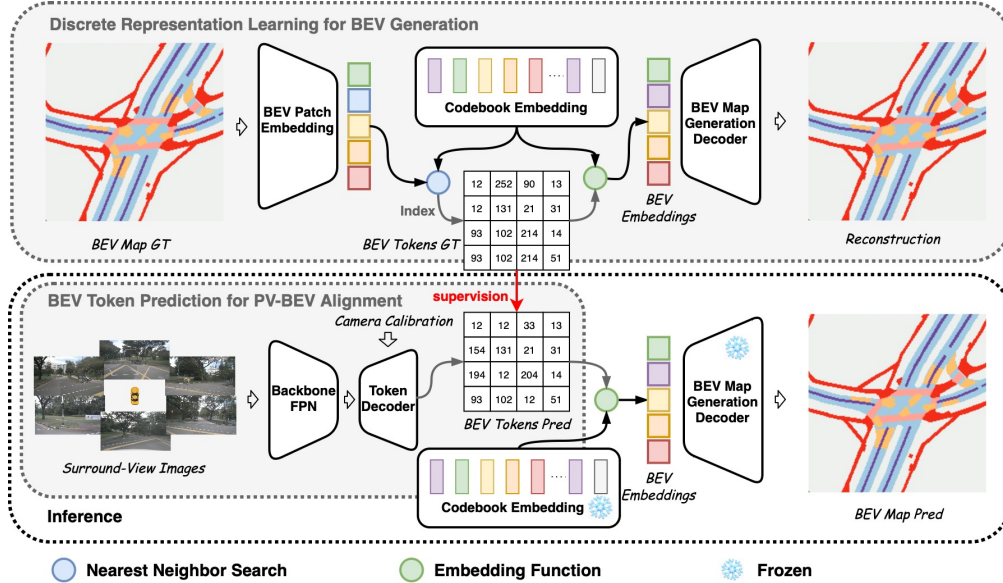 Discrete Representation Learning for BEV Generation
BEV Patch
Embedding
Codebook Embedding
BEV Map
Generation
Decoder
Index
12 252 90 13
12 131 21 31
93 102 214 14
93 102 214 51
BEV Map GT
BEV Tokens GT
BEV
Embeddings
Reconstruction
supervision
BEV Token Prediction for PV-BEV Alignment
Camera Calibration
Backbone
FPN
Token
Decoder
12 12 33 13
154 131 21 31
194 12 204 14
93 102 12 51
BEV Tokens Pred
BEV Map
Generation
Decoder
Surround-View Images
Codebook Embedding
BEV
Embeddings
BEV Map Pred
Inference
Nearest Neighbor Search
Embedding Function
Frozen